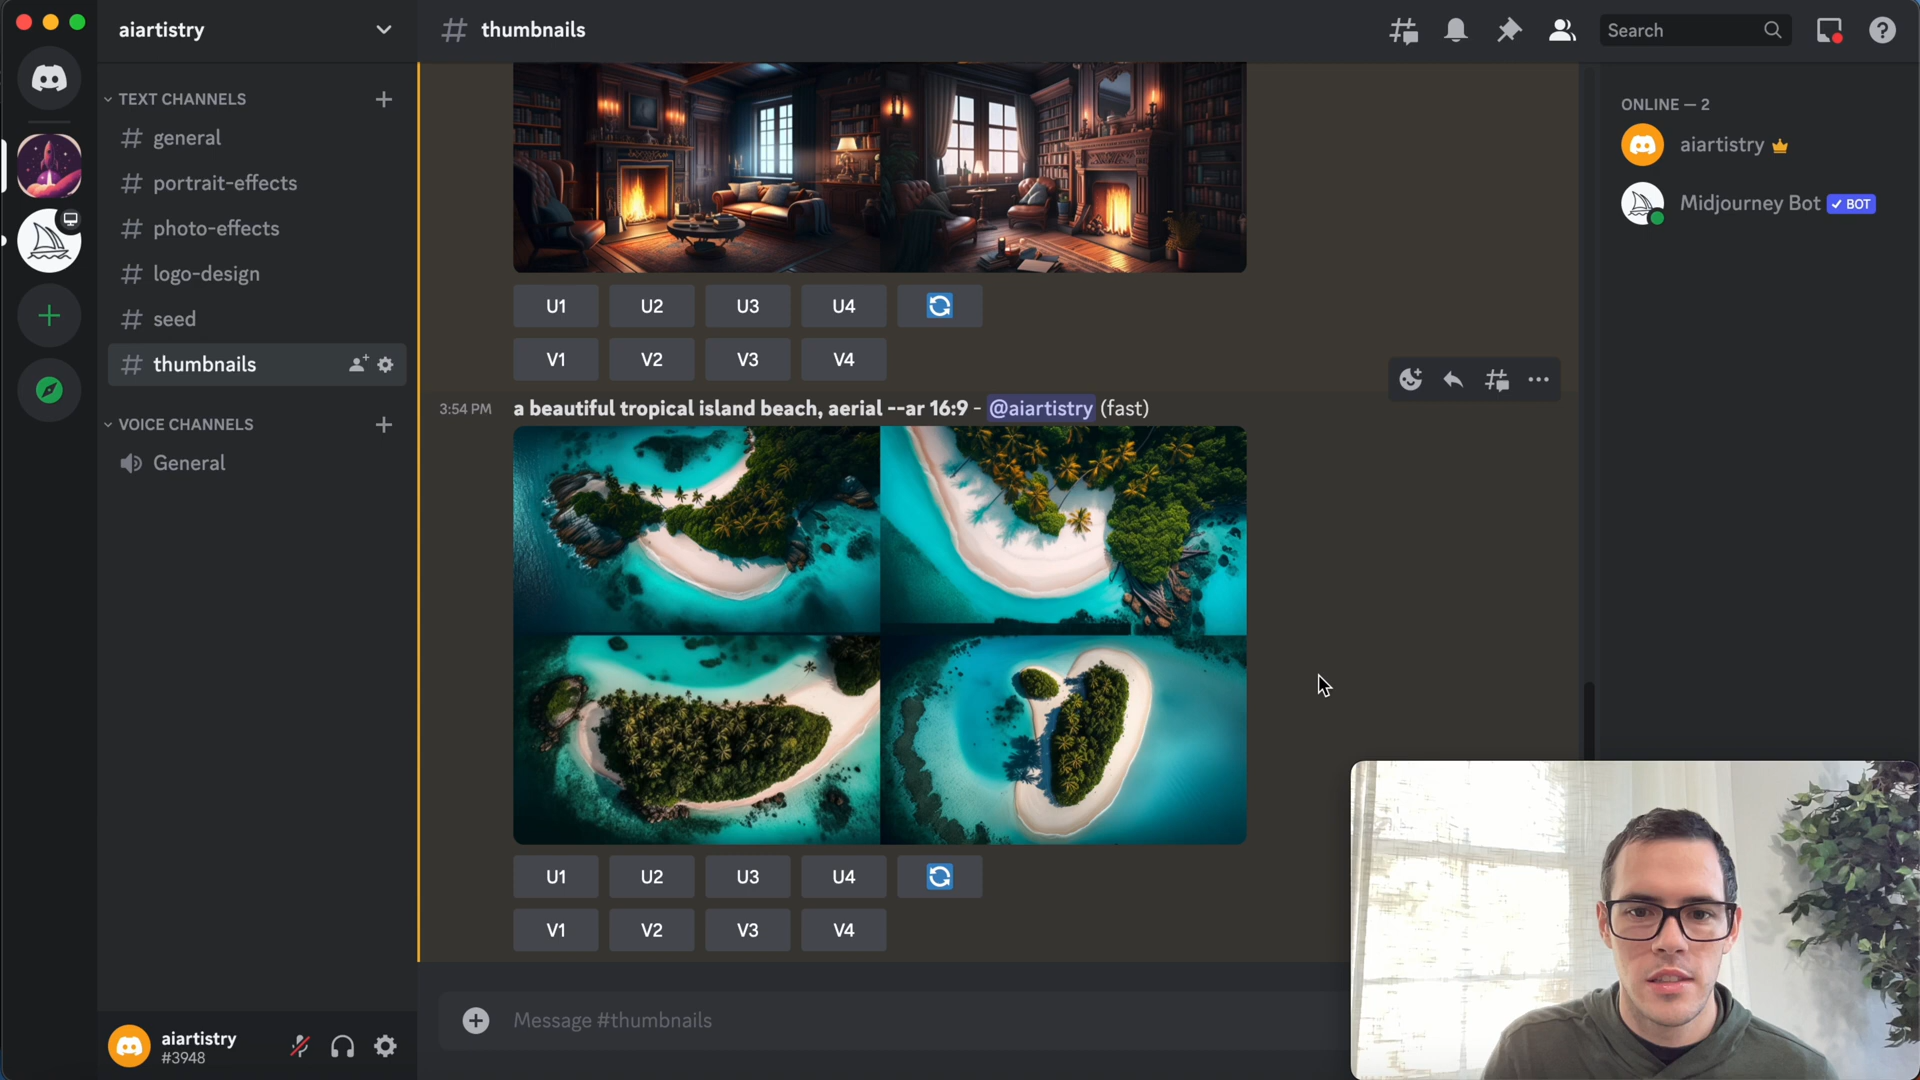 aiartistry
thumbnails
Search
TEXT CHANNELS
general
portrait-effects
photo-effects
logo-design
seed
thumbnails
VOICE CHANNELS
General
U1 U2 U3 U4
V1 V2 V3 V4
3:54 PM a beautiful tropical island beach, aerial --ar 16:9 - @aiartistry (fast)
U1 U2 U3 U4
V1 V2 V3 V4
Message #thumbnails
ONLINE — 2
aiartistry
Midjourney Bot ✓ BOT
aiartistry
#3948